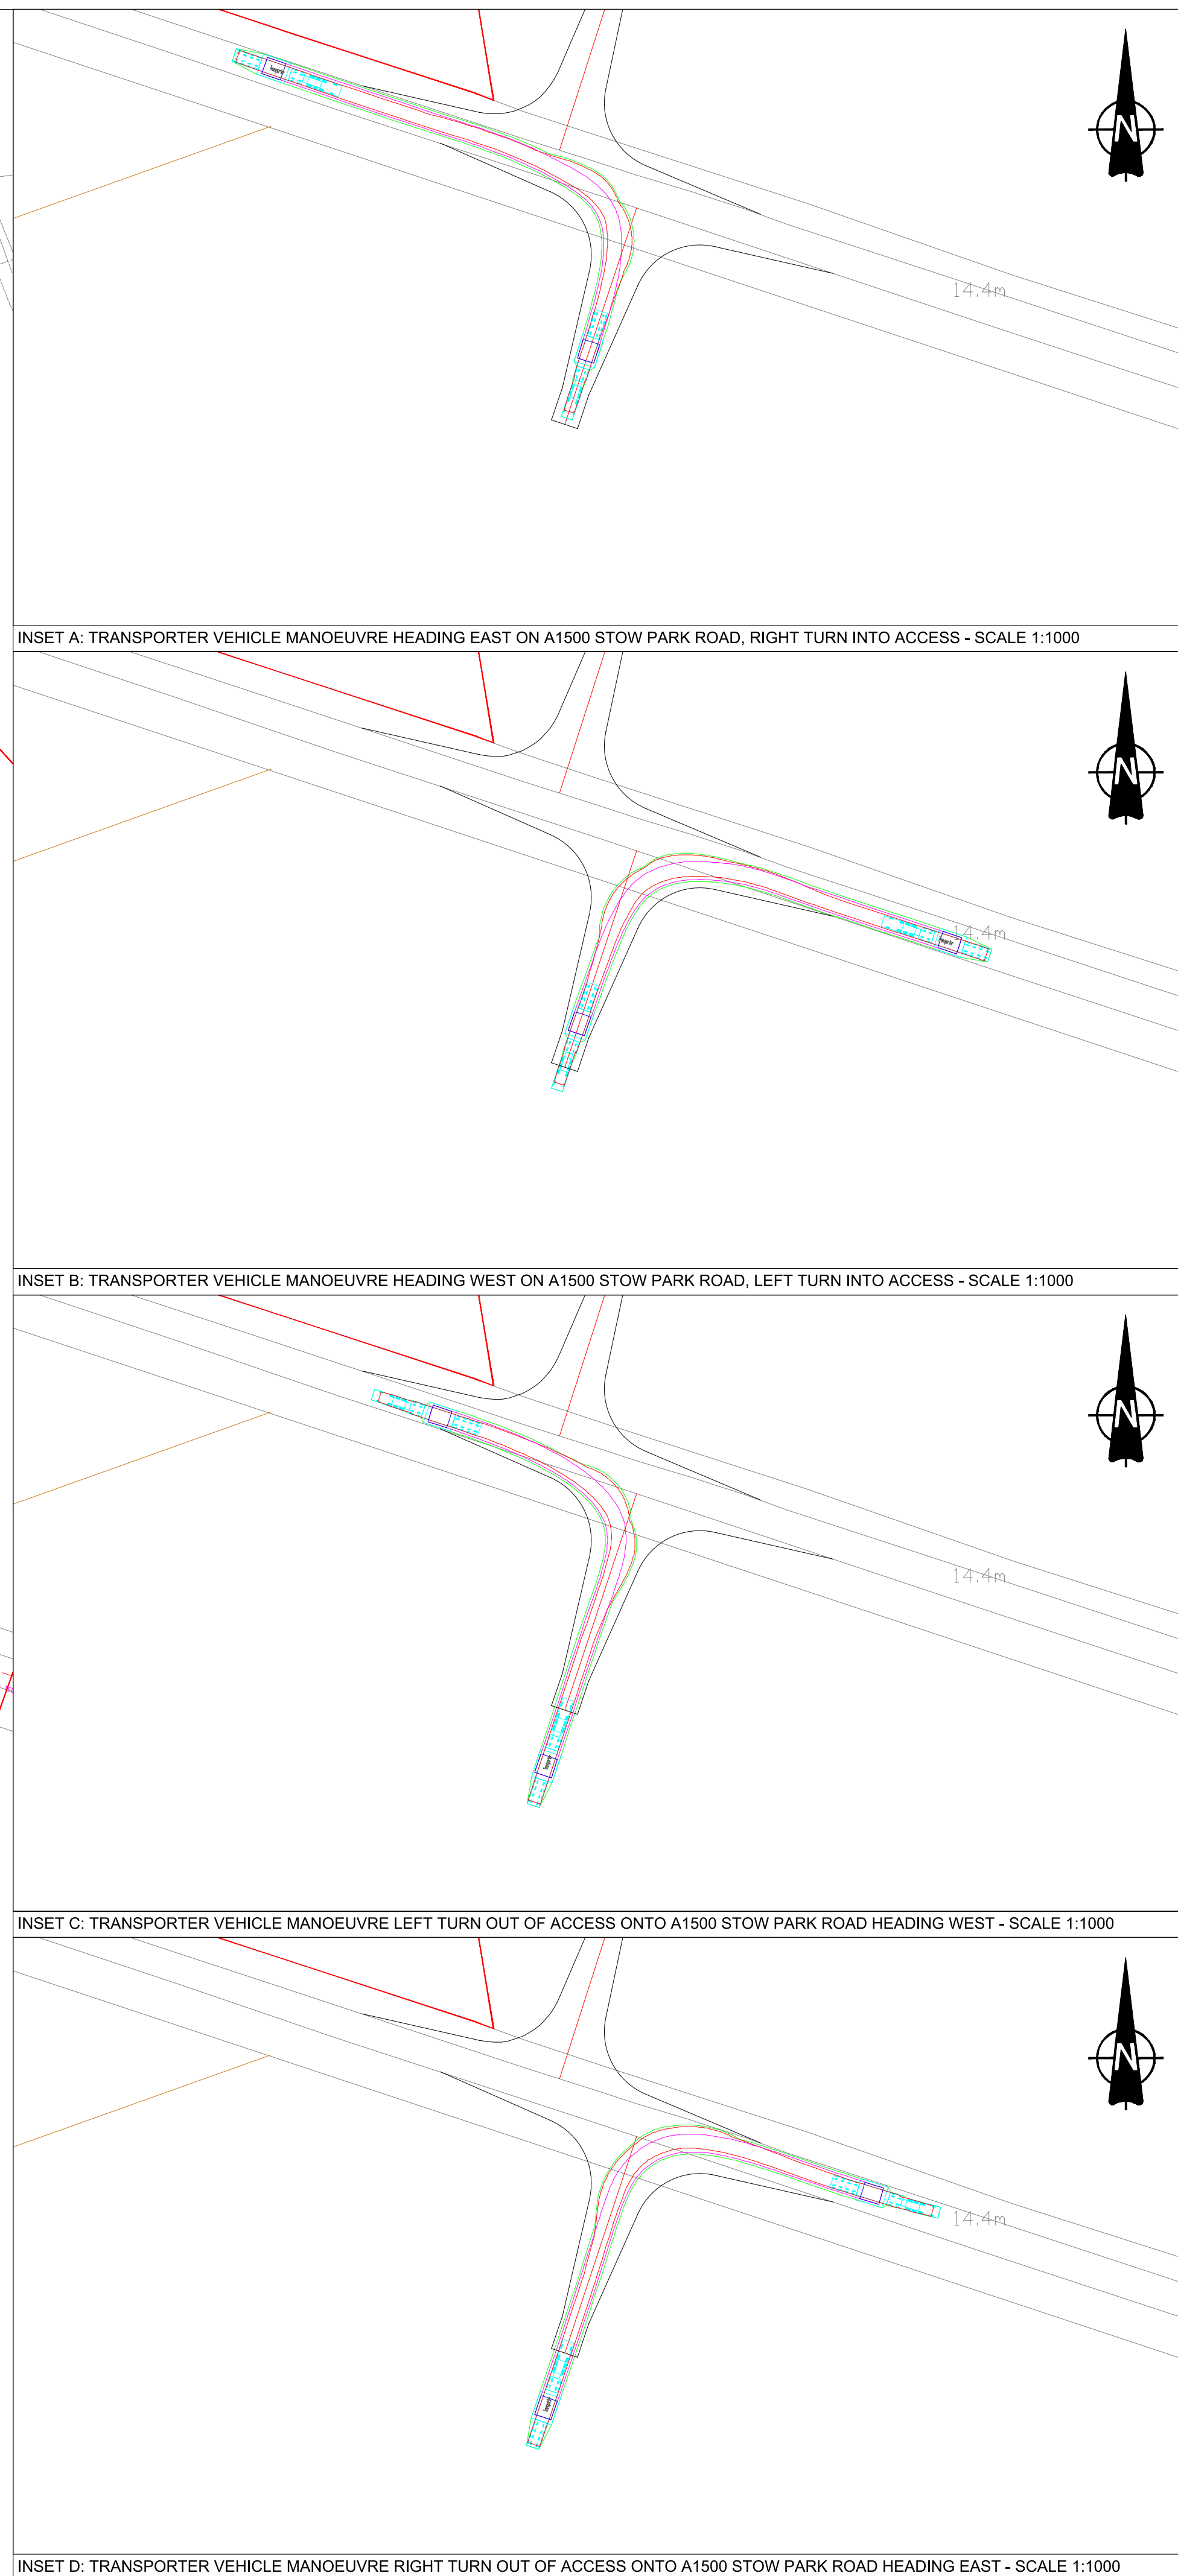 N
14.4m
INSET A: TRANSPORTER VEHICLE MANOEUVRE HEADING EAST ON A1500 STOW PARK ROAD, RIGHT TURN INTO ACCESS - SCALE 1:1000
N
14.4m
INSET B: TRANSPORTER VEHICLE MANOEUVRE HEADING WEST ON A1500 STOW PARK ROAD, LEFT TURN INTO ACCESS - SCALE 1:1000
N
14.4m
INSET C: TRANSPORTER VEHICLE MANOEUVRE LEFT TURN OUT OF ACCESS ONTO A1500 STOW PARK ROAD HEADING WEST - SCALE 1:1000
N
14.4m
INSET D: TRANSPORTER VEHICLE MANOEUVRE RIGHT TURN OUT OF ACCESS ONTO A1500 STOW PARK ROAD HEADING EAST - SCALE 1:1000